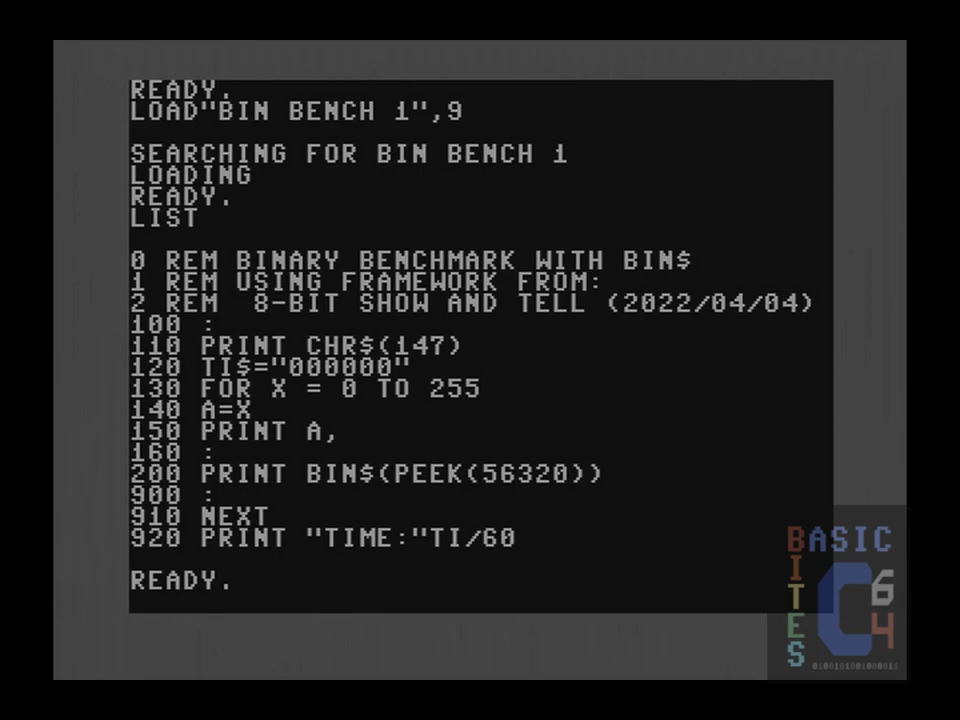 READY.
LOAD"BIN BENCH 1",9
SEARCHING FOR BIN BENCH 1
LOADING
READY.
LIST
0 REM BINARY BENCHMARK WITH BIN$
1 REM USING FRAMEWORK FROM:
2 REM  8-BIT SHOW AND TELL (2022/04/04)
100 :
110 PRINT CHR$(147)
120 TI$="000000"
130 FOR X = 0 TO 255
140 A=X
150 PRINT A,
160 :
200 PRINT BIN$(PEEK(56320))
900 :
910 NEXT
920 PRINT "TIME:"TI/60
READY.
BASIC
BITES
C64